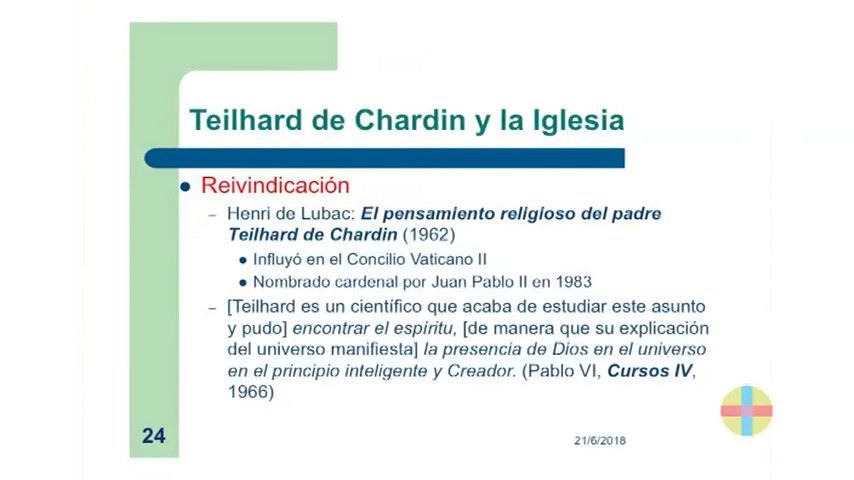 Teilhard de Chardin y la Iglesia
● Reivindicación
– Henri de Lubac: El pensamiento religioso del padre
Teilhard de Chardin (1962)
● Influyó en el Concilio Vaticano II
● Nombrado cardenal por Juan Pablo II en 1983
– [Teilhard es un científico que acaba de estudiar este asunto
y pudo] encontrar el espíritu, [de manera que su explicación
del universo manifiesta] la presencia de Dios en el universo
en el principio inteligente y Creador. (Pablo VI, Cursos IV,
1966)
24
21/6/2018